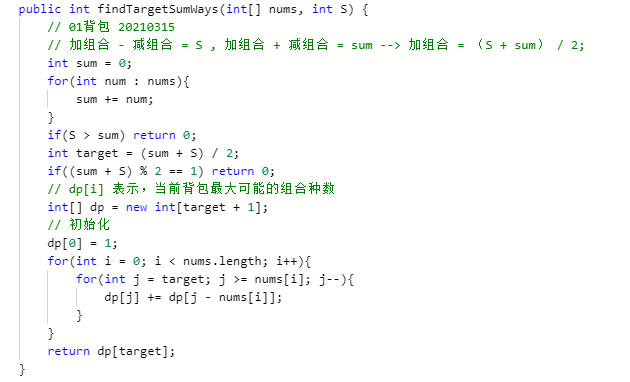 public int findTargetSumWays(int[] nums, int S) {
    // 01背包 20210315
    // 加组合 - 减组合 = S , 加组合 + 减组合 = sum --> 加组合 = （S + sum） / 2;
    int sum = 0;
    for(int num : nums){
        sum += num;
    }
    if(S > sum) return 0;
    int target = (sum + S) / 2;
    if((sum + S) % 2 == 1) return 0;
    // dp[i] 表示，当前背包最大可能的组合种数
    int[] dp = new int[target + 1];
    // 初始化
    dp[0] = 1;
    for(int i = 0; i < nums.length; i++){
        for(int j = target; j >= nums[i]; j--){
            dp[j] += dp[j - nums[i]];
        }
    }
    return dp[target];
}